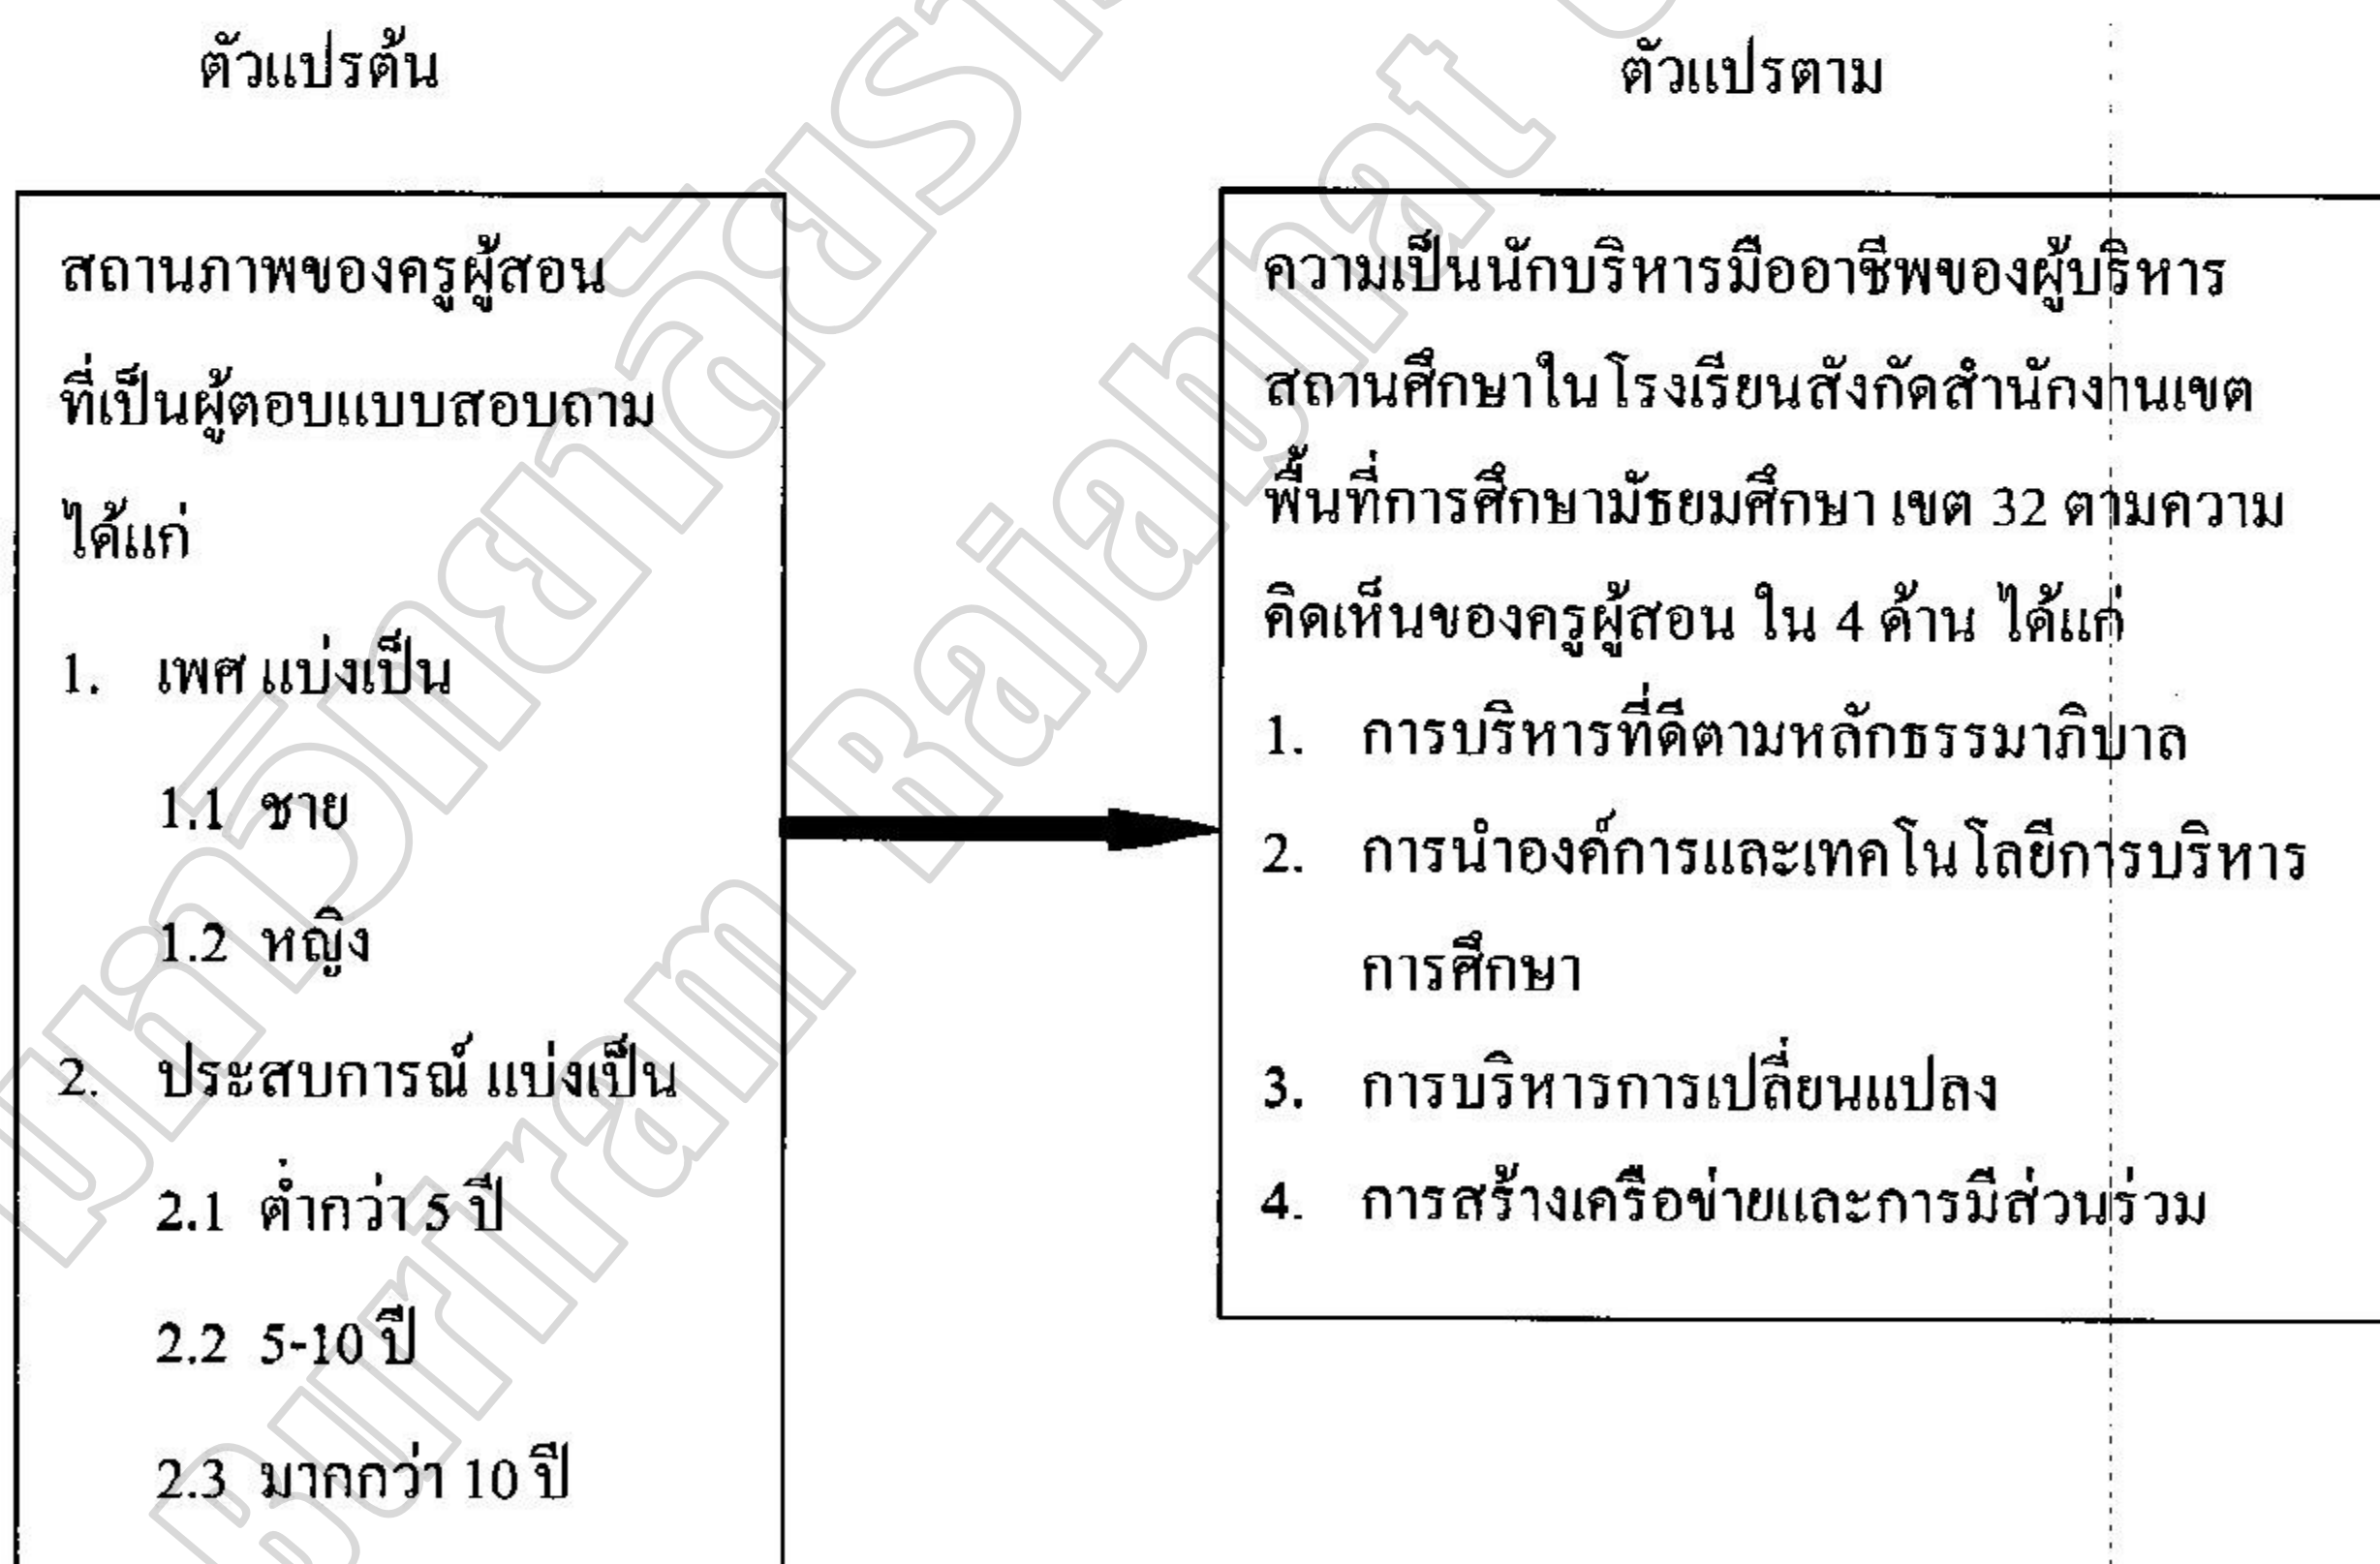 ตัวแปรต้น
ตัวแปรตาม
สถานภาพของครูผู้สอน
ที่เป็นผู้ตอบแบบสอบถาม
ได้แก่
1. เพศ แบ่งเป็น
1.1 ชาย
1.2 หญิง
2. ประสบการณ์ แบ่งเป็น
2.1 ต่ำกว่า 5 ปี
2.2 5-10 ปี
2.3 มากกว่า 10 ปี
ความเป็นนักบริหารมืออาชีพของผู้บริหาร
สถานศึกษาในโรงเรียนสังกัดสำนักงานเขต
พื้นที่การศึกษามัธยมศึกษา เขต 32 ตามความ
คิดเห็นของครูผู้สอน ใน 4 ด้าน ได้แก่
1. การบริหารที่ดีตามหลักธรรมาภิบาล
2. การนำองค์การและเทคโนโลยีการบริหาร
การศึกษา
3. การบริหารการเปลี่ยนแปลง
4. การสร้างเครือข่ายและการมีส่วนร่วม
Buriram Rajabhat